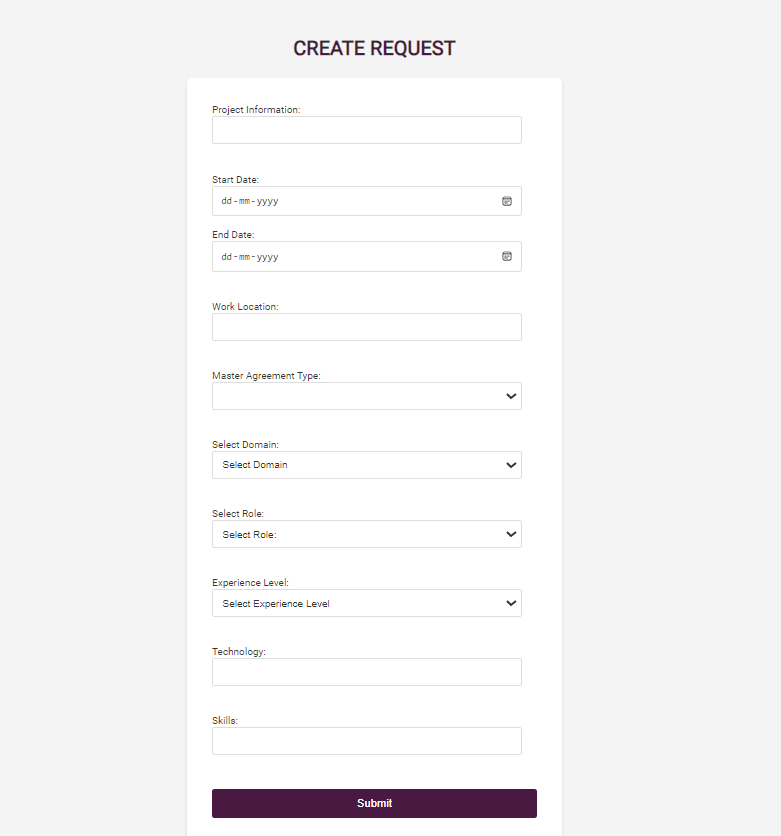 CREATE REQUEST
Project Information:
Start Date:
dd-mm-yyyy
End Date:
dd-mm-yyyy
Work Location:
Master Agreement Type:
Select Domain:
Select Domain
Select Role:
Select Role:
Experience Level:
Select Experience Level
Technology:
Skills:
Submit